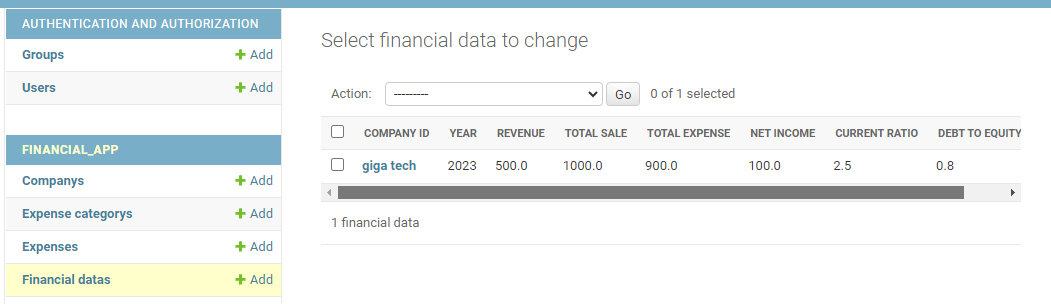 AUTHENTICATION AND AUTHORIZATION
Groups + Add
Users + Add
FINANCIAL_APP
Companys + Add
Expense categorys + Add
Expenses + Add
Financial datas + Add
Select financial data to change
Action: --------- Go 0 of 1 selected
COMPANY ID YEAR REVENUE TOTAL SALE TOTAL EXPENSE NET INCOME CURRENT RATIO DEBT TO EQUITY
giga tech 2023 500.0 1000.0 900.0 100.0 2.5 0.8
1 financial data